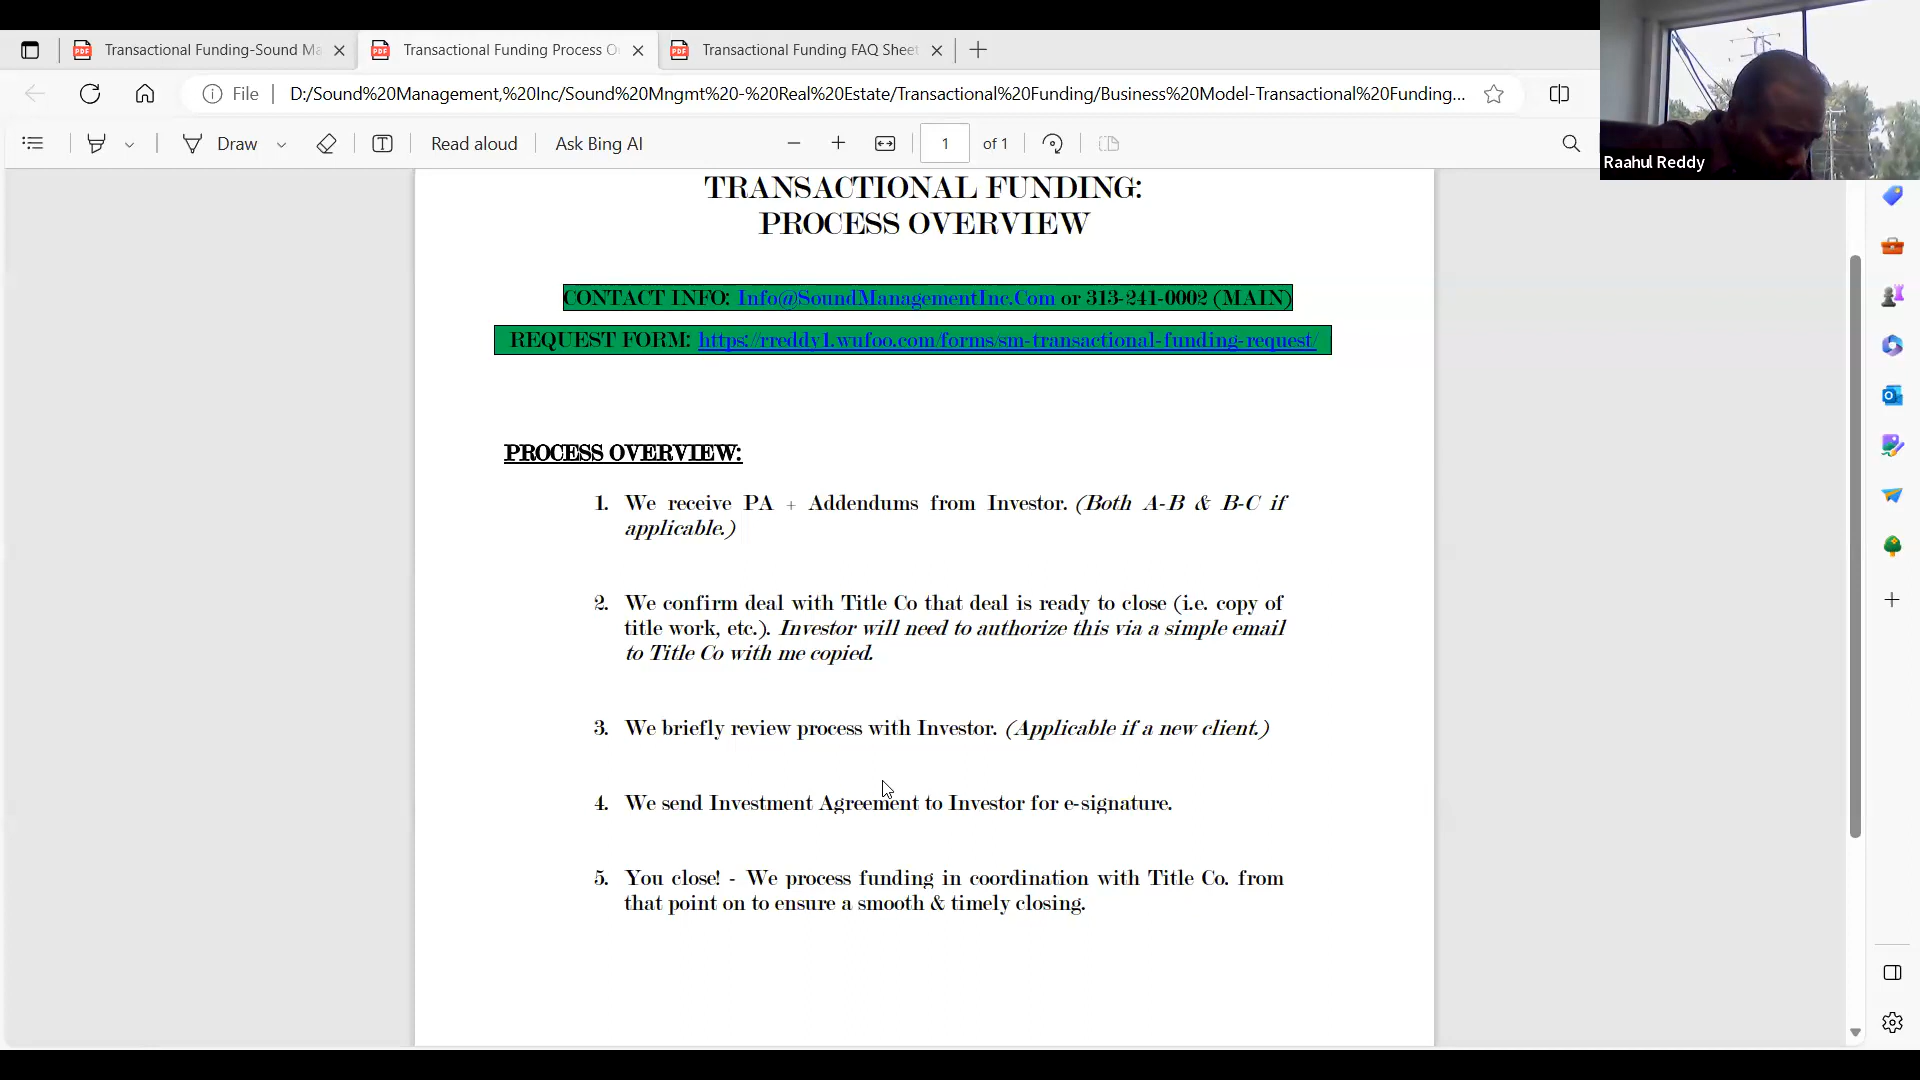 Transactional Funding-Sound Ma
Transactional Funding Process O
Transactional Funding FAQ Sheet
File
D:/Sound%20Management,%20Inc/Sound%20Mngmt%20-%20Real%20Estate/Transactional%20Funding/Business%20Model-Transactional%20Funding...
Draw
Read aloud
Ask Bing AI
1
of 1
Raahul Reddy
TRANSACTIONAL FUNDING:
PROCESS OVERVIEW
CONTACT INFO: Info@SoundManagementInc.Com or 313-241-0002 (MAIN)
REQUEST FORM: https://rreddy1.wufoo.com/forms/sm-transactional-funding-request/
PROCESS OVERVIEW:
1. We receive PA + Addendums from Investor. (Both A-B & B-C if
applicable.)
2. We confirm deal with Title Co that deal is ready to close (i.e. copy of
title work, etc.). Investor will need to authorize this via a simple email
to Title Co with me copied.
3. We briefly review process with Investor. (Applicable if a new client.)
4. We send Investment Agreement to Investor for e-signature.
5. You close! - We process funding in coordination with Title Co. from
that point on to ensure a smooth & timely closing.